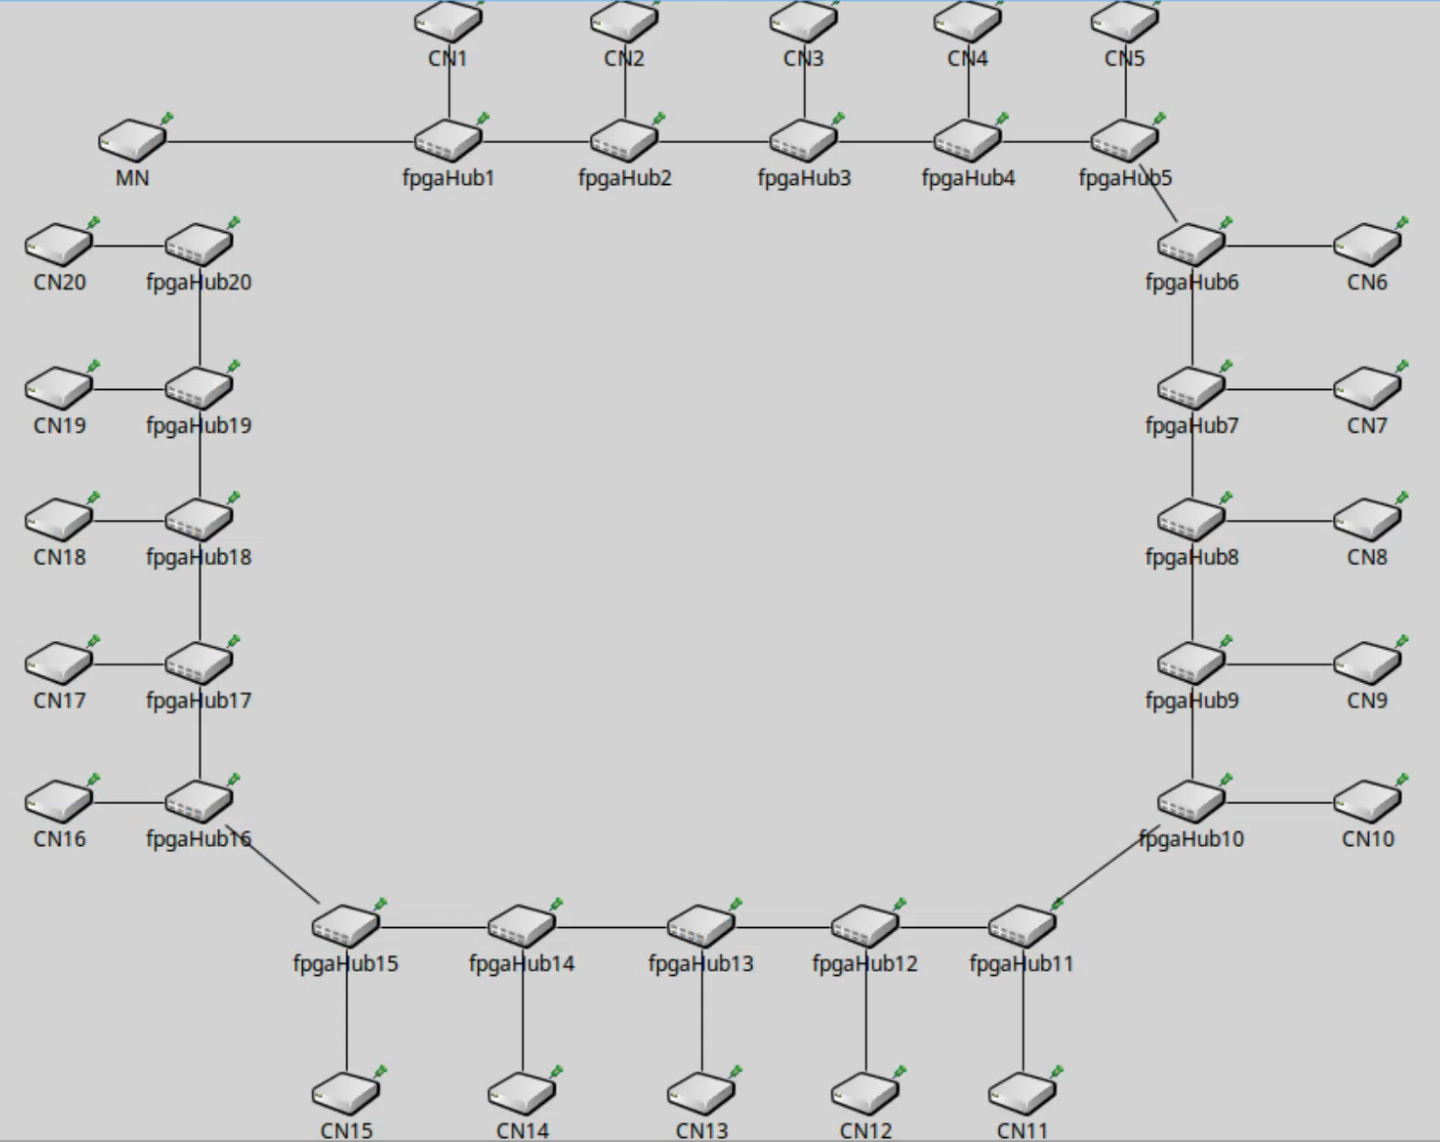 CN1 CN2 CN3 CN4 CN5
MN fpgaHub1 fpgaHub2 fpgaHub3 fpgaHub4 fpgaHub5
CN20 fpgaHub20 fpgaHub6 CN6
CN19 fpgaHub19 fpgaHub7 CN7
CN18 fpgaHub18 fpgaHub8 CN8
CN17 fpgaHub17 fpgaHub9 CN9
CN16 fpgaHub16 fpgaHub10 CN10
fpgaHub15 fpgaHub14 fpgaHub13 fpgaHub12 fpgaHub11
CN15 CN14 CN13 CN12 CN11